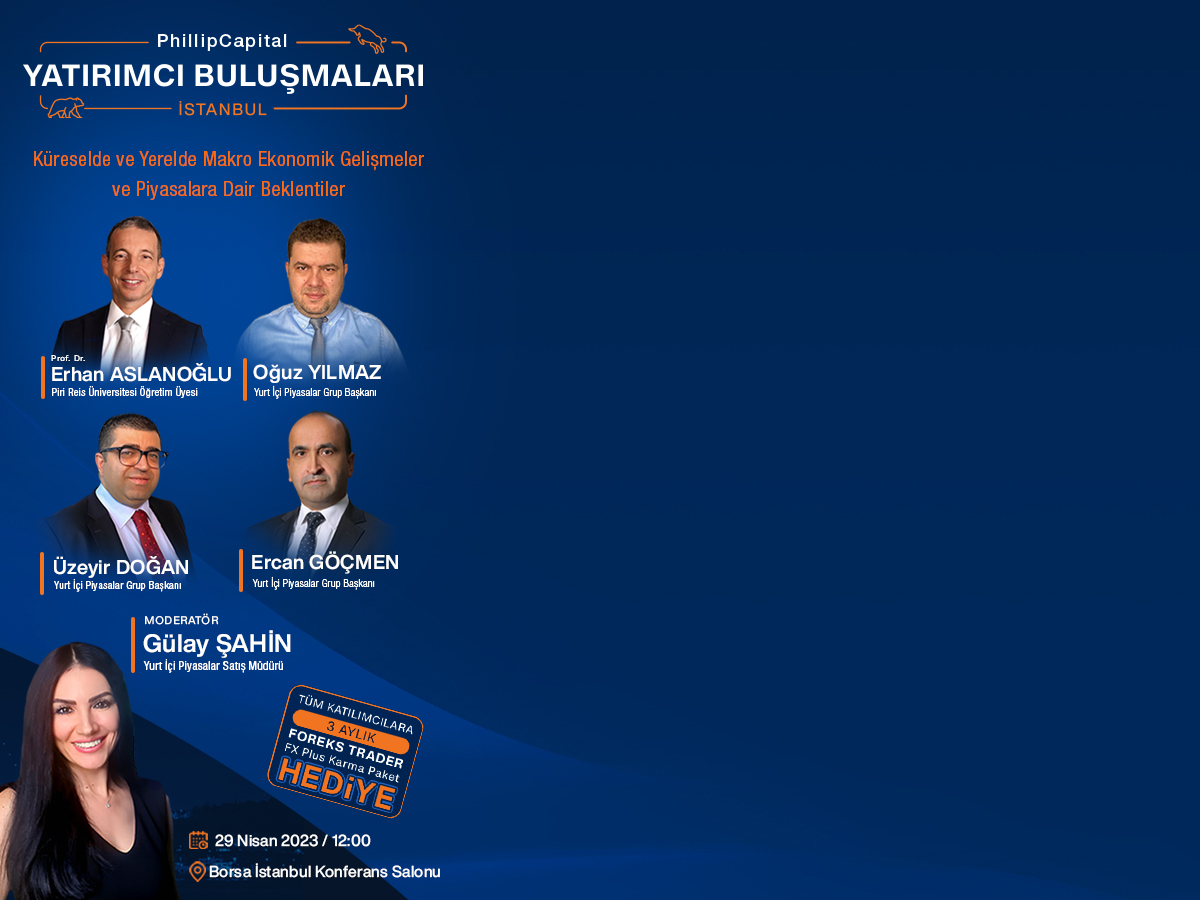 PhillipCapital
YATIRIMCI BULUŞMALARI
İSTANBUL
Küreselde ve Yerelde Makro Ekonomik Gelişmeler
ve Piyasalara Dair Beklentiler
Prof. Dr.
Erhan ASLANOĞLU
Piri Reis Üniversitesi Öğretim Üyesi
Oğuz YILMAZ
Yurt İçi Piyasalar Grup Başkanı
Üzeyir DOĞAN
Yurt İçi Piyasalar Grup Başkanı
Ercan GÖÇMEN
Yurt İçi Piyasalar Grup Başkanı
MODERATÖR
Gülay ŞAHİN
Yurt İçi Piyasalar Satış Müdürü
TÜM KATILIMCILARA
3 AYLIK
FOREKS TRADER
FX Plus Karma Paket
HEDİYE
29 Nisan 2023 / 12:00
Borsa İstanbul Konferans Salonu